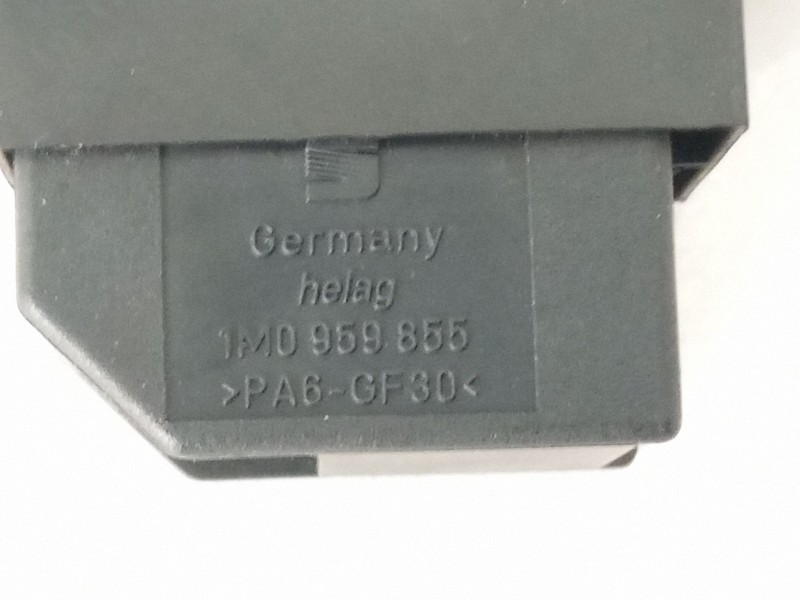 Germany
helag
1M0 959 855
>PA6-GF30<